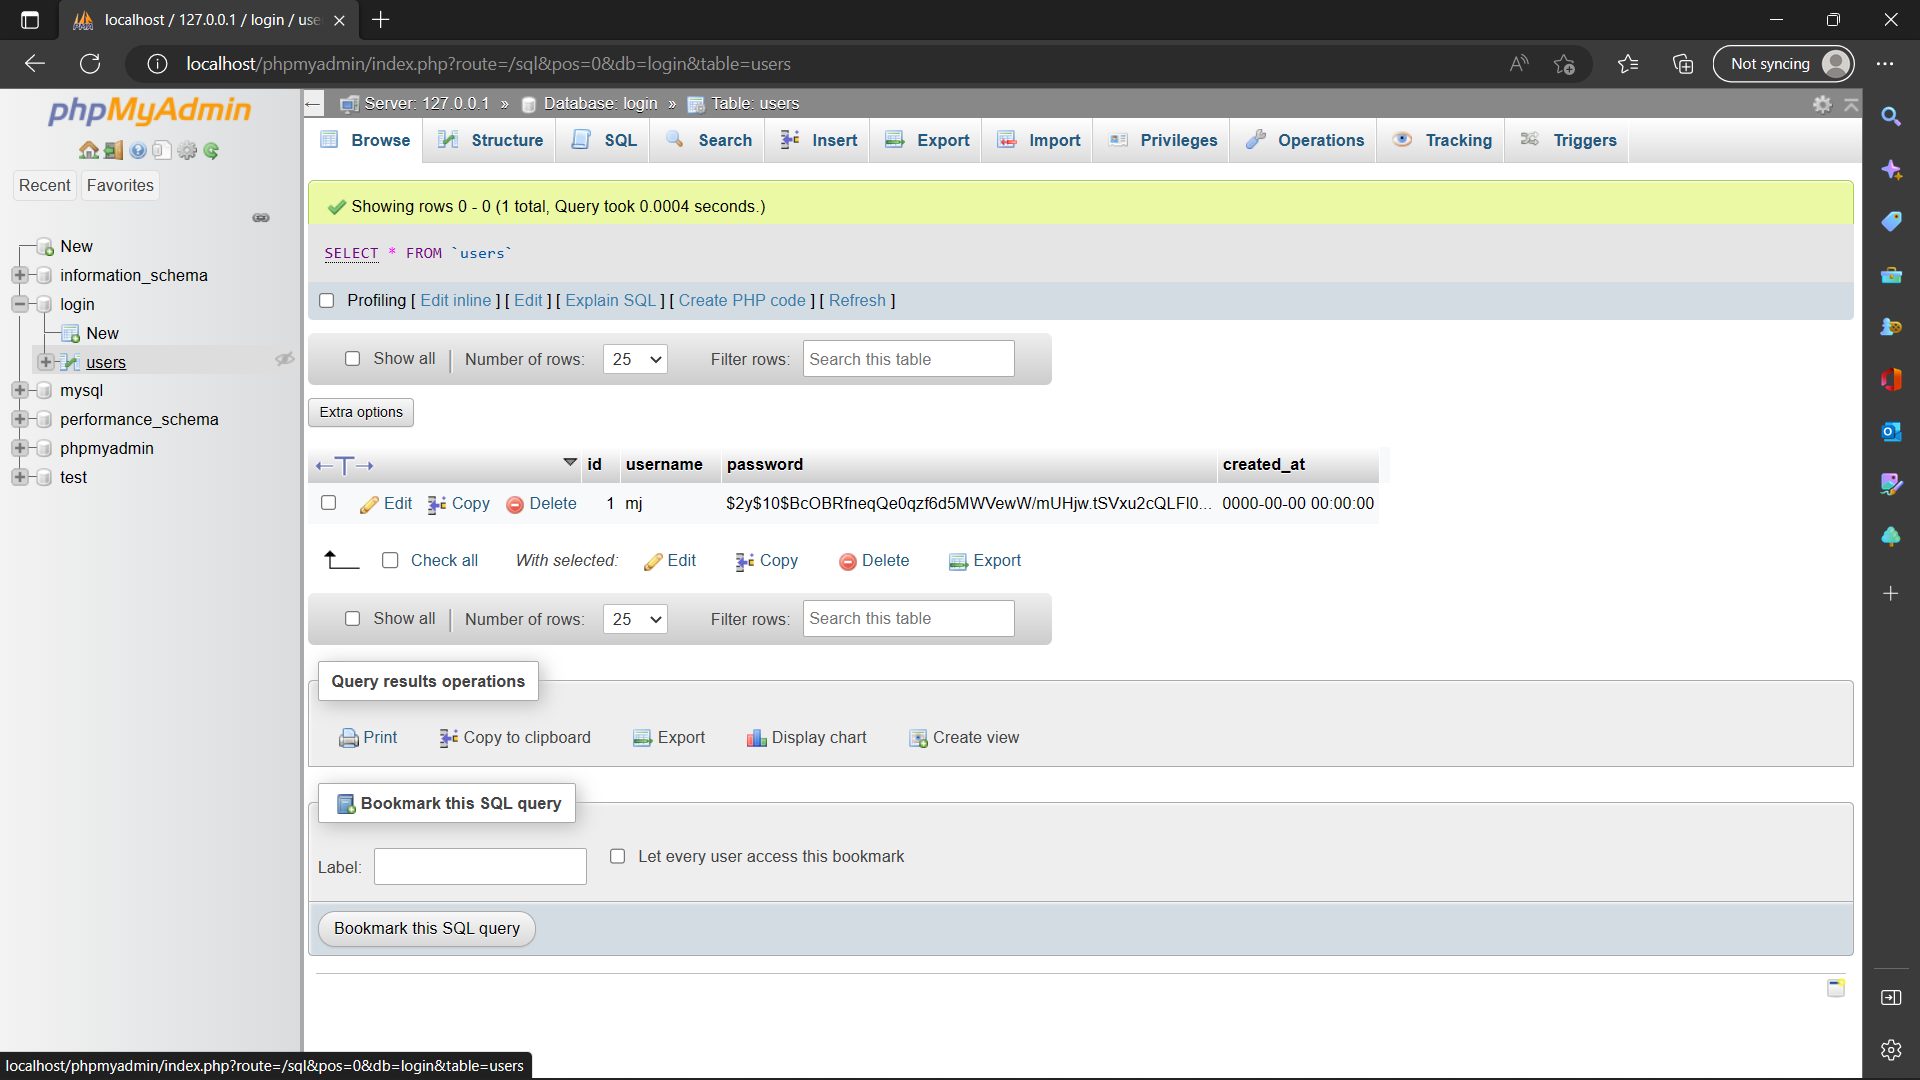 localhost / 127.0.0.1 / login / use
localhost/phpmyadmin/index.php?route=/sql&pos=0&db=login&table=users
Not syncing
phpMyAdmin
Recent
Favorites
New
information_schema
login
New
users
mysql
performance_schema
phpmyadmin
test
Server: 127.0.0.1 » Database: login » Table: users
Browse
Structure
SQL
Search
Insert
Export
Import
Privileges
Operations
Tracking
Triggers
Showing rows 0 - 0 (1 total, Query took 0.0004 seconds.)
SELECT * FROM `users`
Profiling [ Edit inline ] [ Edit ] [ Explain SQL ] [ Create PHP code ] [ Refresh ]
Show all
Number of rows:
25
Filter rows:
Search this table
Extra options
id
username
password
created_at
Edit
Copy
Delete
1
mj
$2y$10$BcOBRfneqQe0qzf6d5MWVewW/mUHjw.tSVxu2cQLFl0...
0000-00-00 00:00:00
Check all
With selected:
Edit
Copy
Delete
Export
Show all
Number of rows:
25
Filter rows:
Search this table
Query results operations
Print
Copy to clipboard
Export
Display chart
Create view
Bookmark this SQL query
Label:
Let every user access this bookmark
Bookmark this SQL query
localhost/phpmyadmin/index.php?route=/sql&pos=0&db=login&table=users